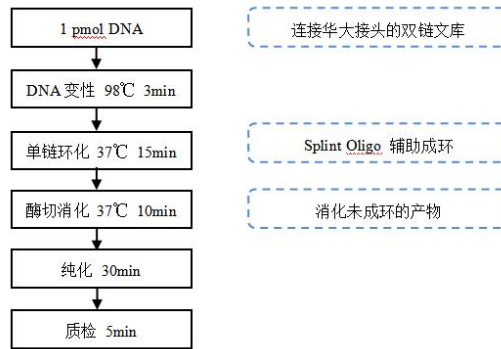 1 pmol DNA
连接华大接头的双链文库
DNA 变性 98℃ 3min
单链环化 37℃ 15min
Splint Oligo 辅助成环
酶切消化 37℃ 10min
消化未成环的产物
纯化 30min
质检 5min